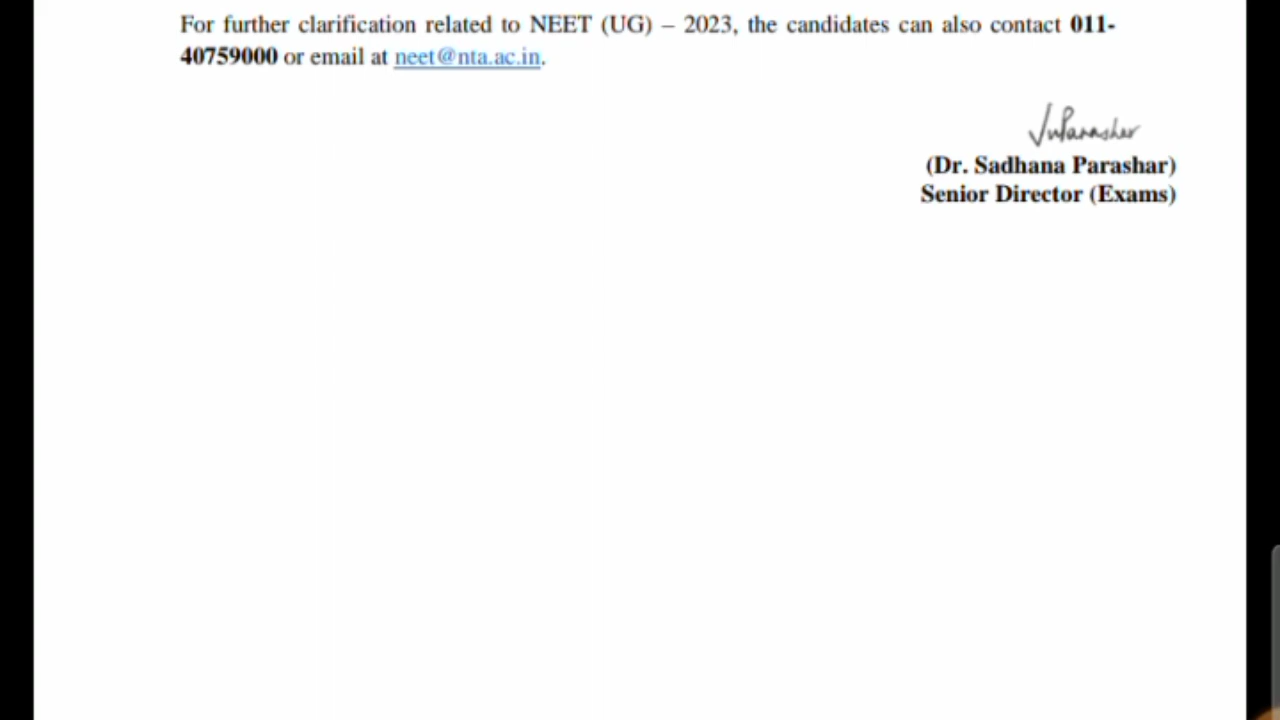 For further clarification related to NEET (UG) – 2023, the candidates can also contact 011-
40759000 or email at neet@nta.ac.in.
(Dr. Sadhana Parashar)
Senior Director (Exams)